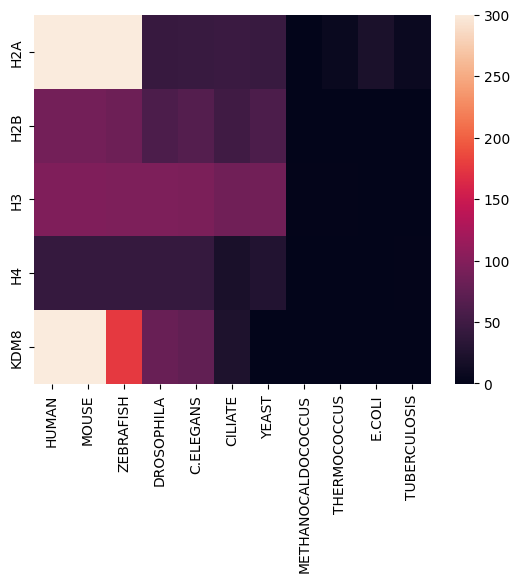 H2A
H2B
H3
H4
KDM8
HUMAN
MOUSE
ZEBRAFISH
DROSOPHILA
C.ELEGANS
CILIATE
YEAST
METHANOCALDOCOCCUS
THERMOCOCCUS
E.COLI
TUBERCULOSIS
300
250
200
150
100
50
0